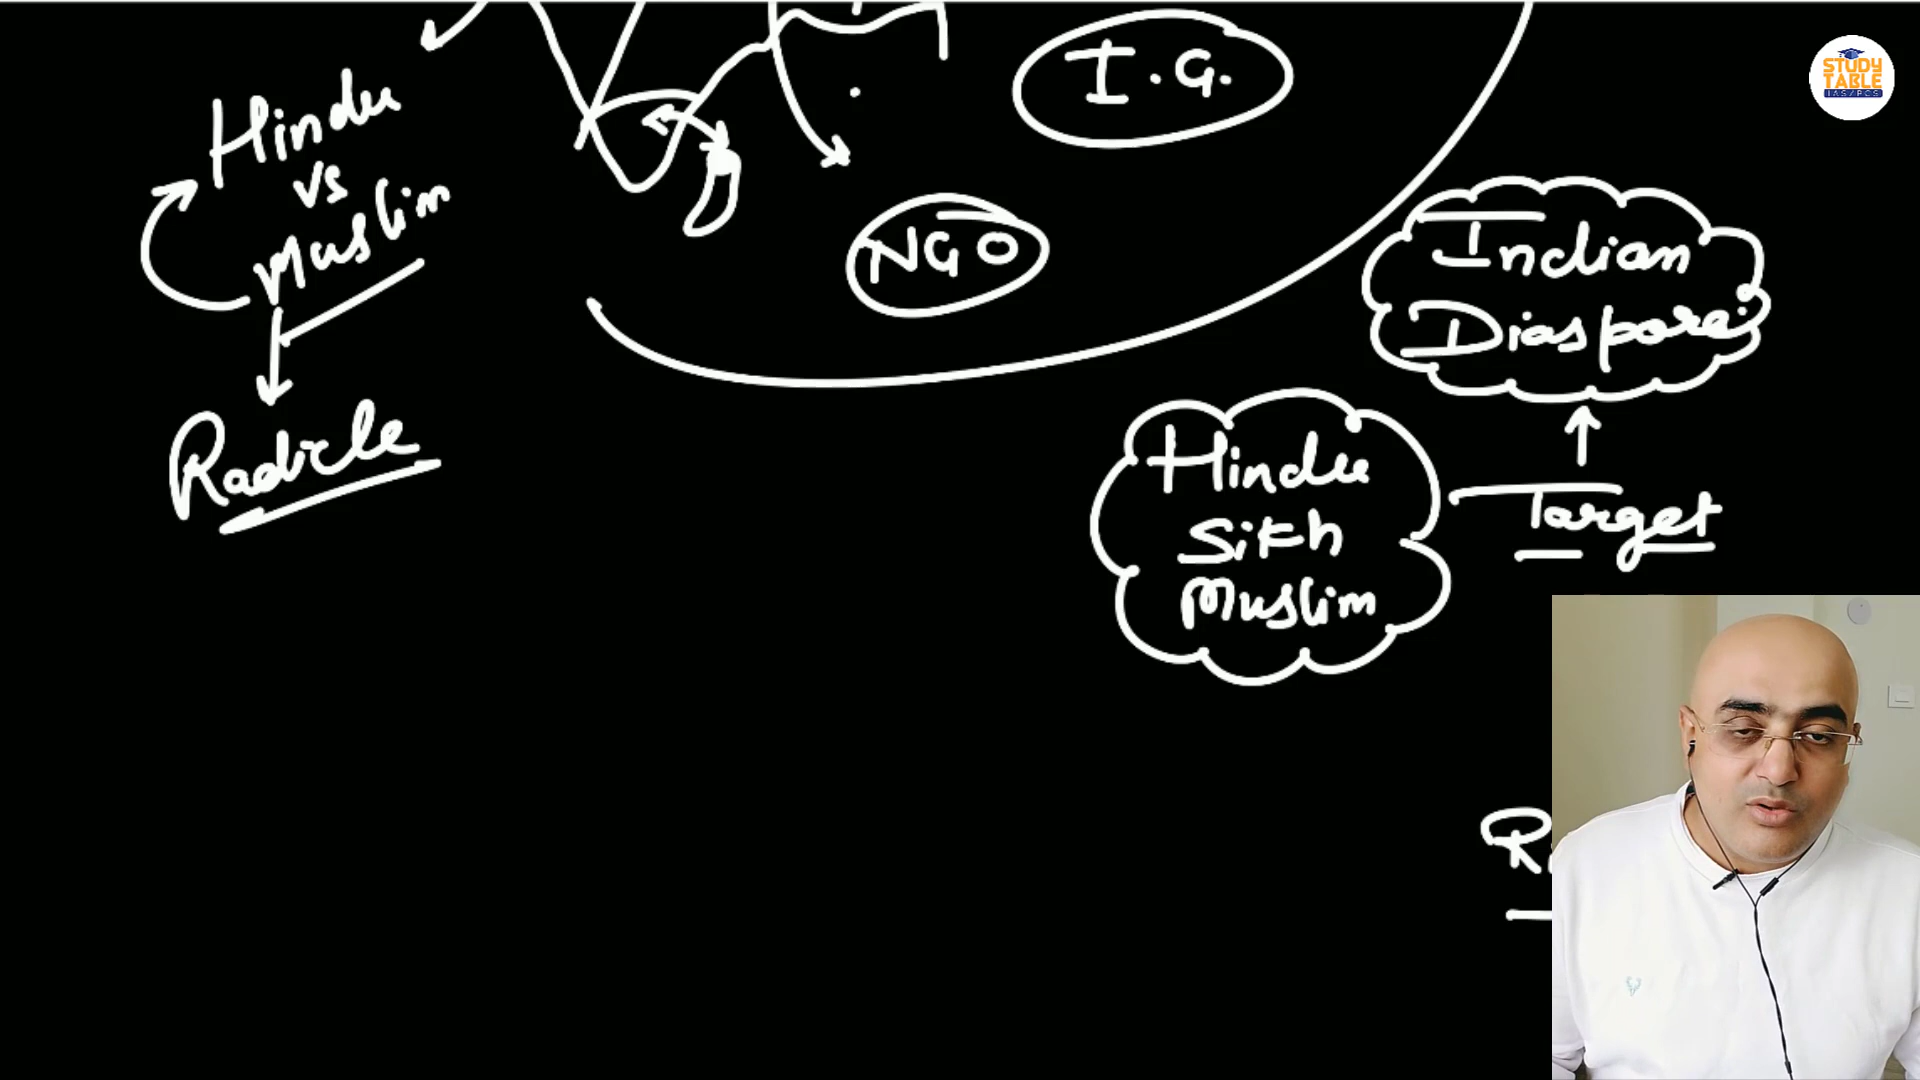 I.G.
STUDY
TABLE
IAS/PCS
Hindu
vs
Muslim
NGO
Indian
Diaspora
Radicle
Hindu
Sikh
Muslim
Target